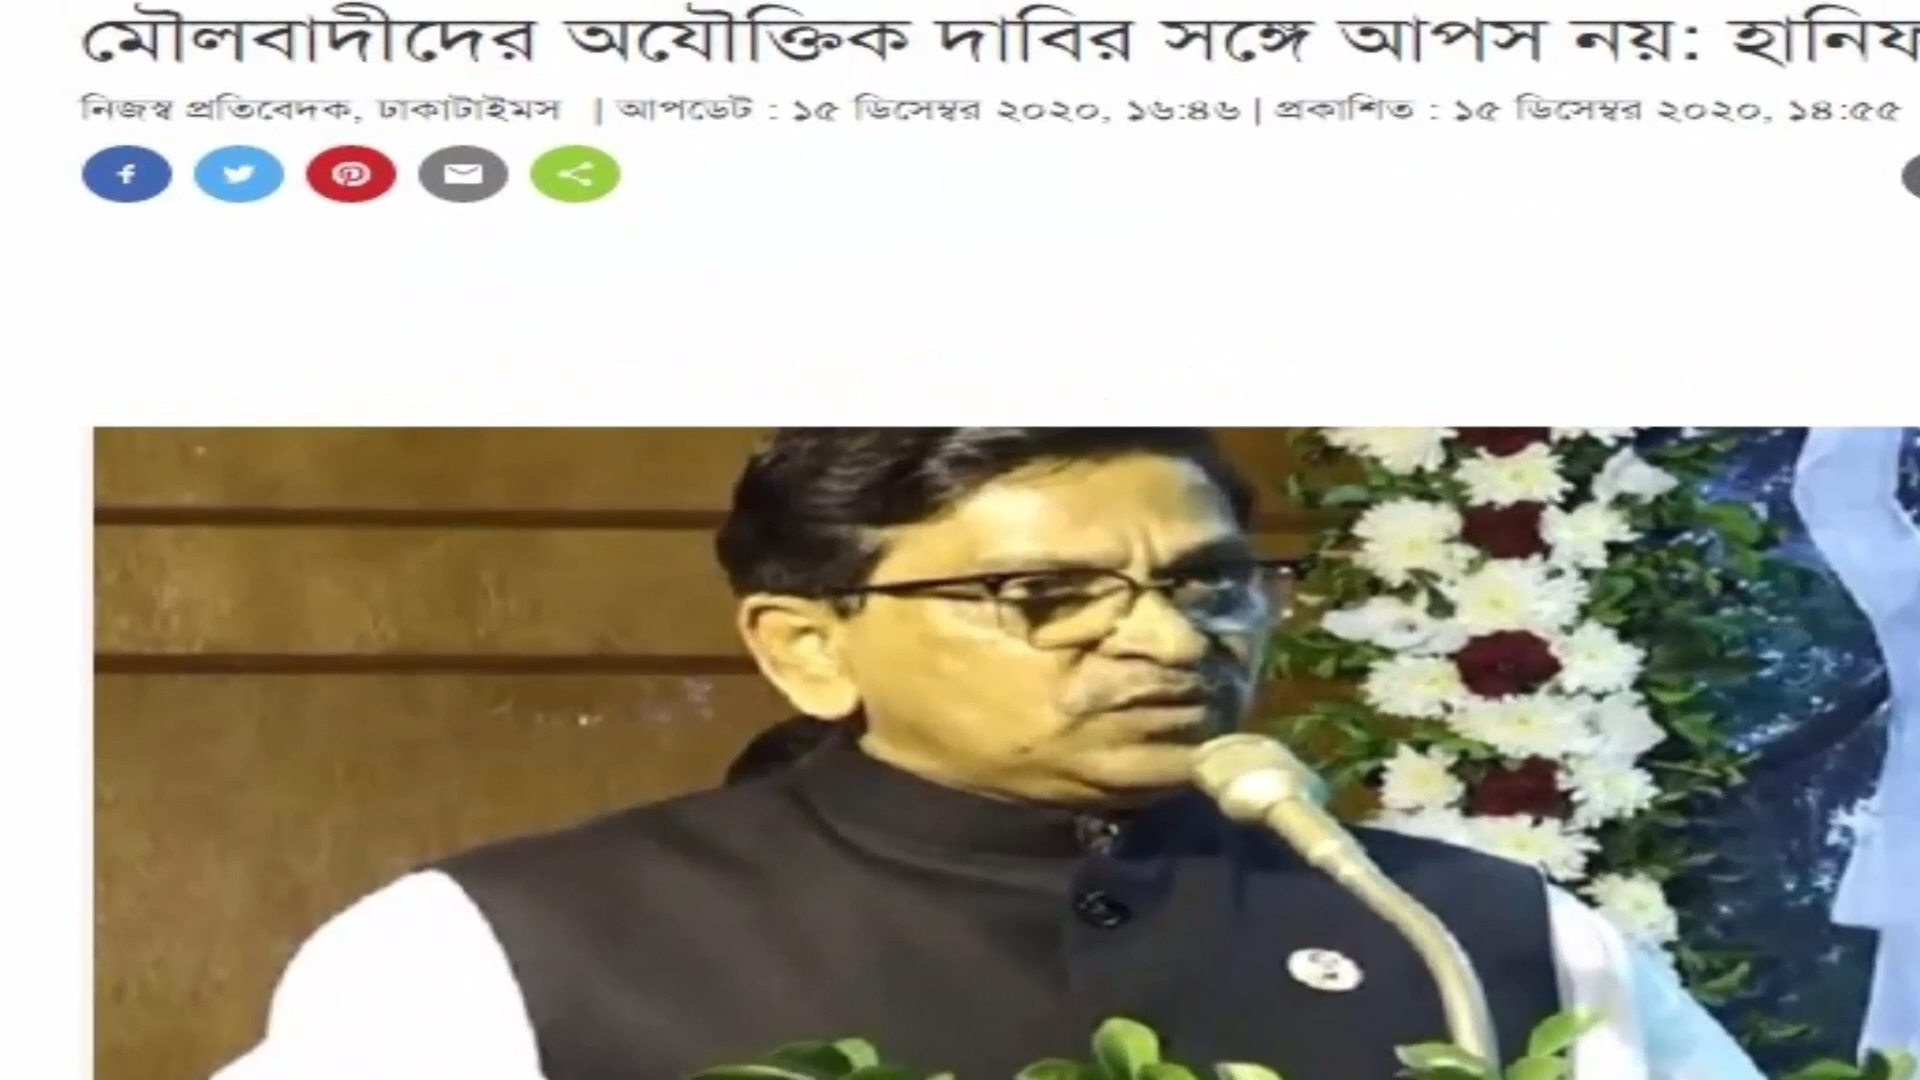 মৌলবাদীদের অযৌক্তিক দাবির সঙ্গে আপস নয়: হানিফ
নিজস্ব প্রতিবেদক, ঢাকাটাইমস | আপডেট : ১৫ ডিসেম্বর ২০২০, ১৬:৪৬ | প্রকাশিত : ১৫ ডিসেম্বর ২০২০, ১৪:৫৫